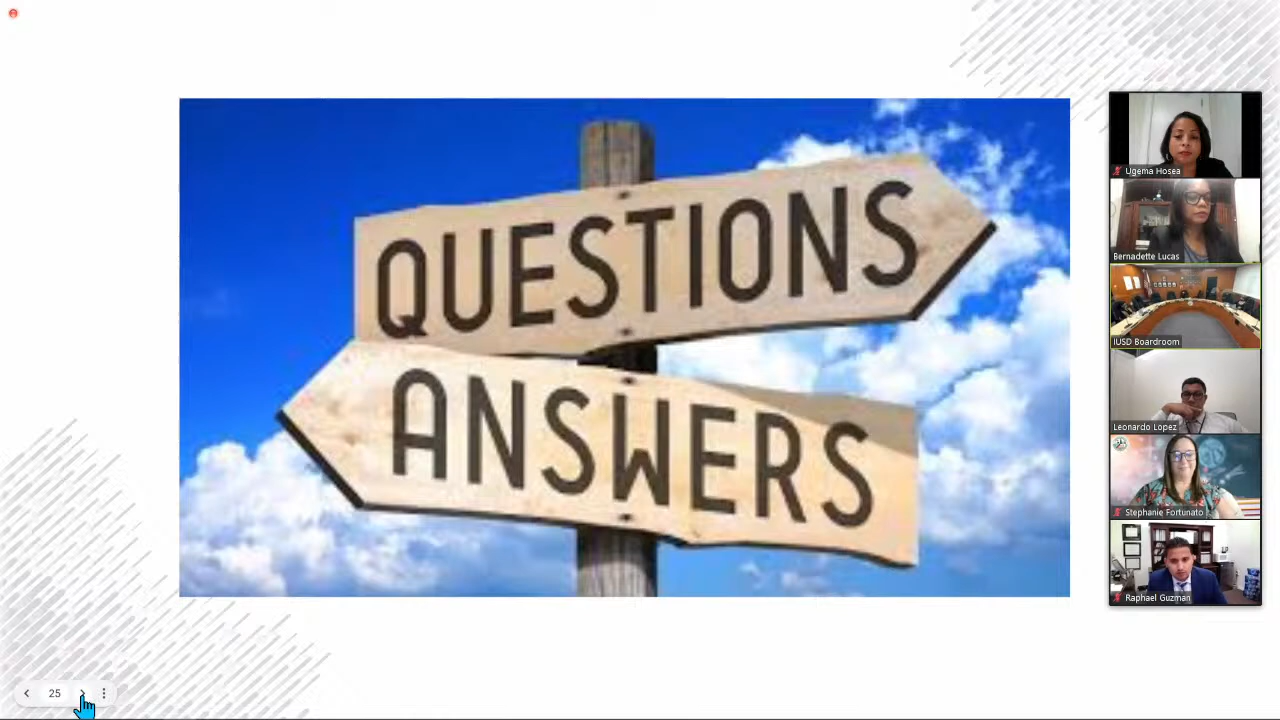 QUESTIONS
ANSWERS
Ugema Hosea
Bernadette Lucas
IUSD Boardroom
Leonardo Lopez
Stephanie Fortunato
Raphael Guzman
25